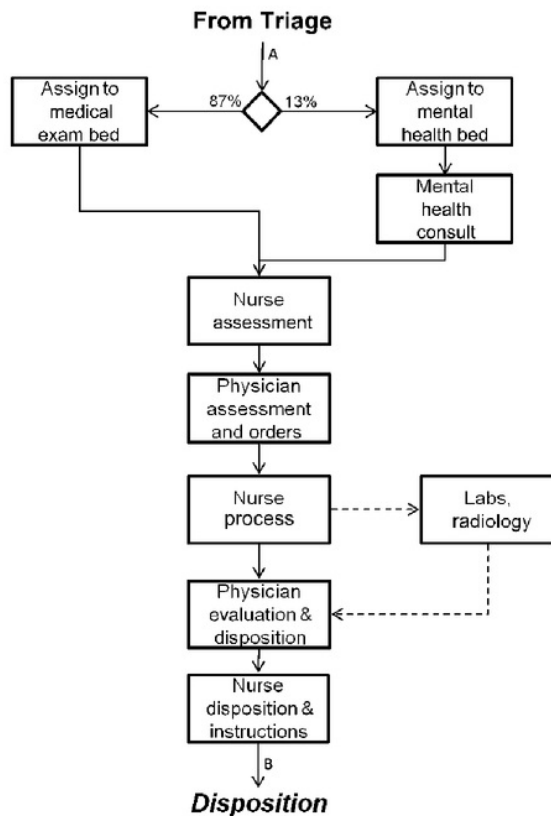 From Triage
A
Assign to
medical
exam bed
87%
13%
Assign to
mental
health bed
Mental
health
consult
Nurse
assessment
Physician
assessment
and orders
Nurse
process
Labs,
radiology
Physician
evaluation &
disposition
Nurse
disposition &
instructions
B
Disposition